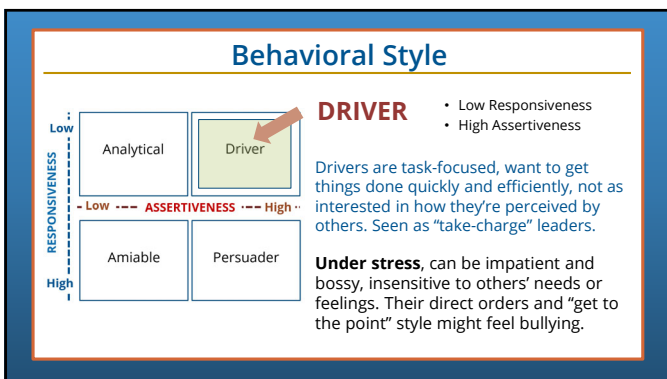 Behavioral Style
DRIVER
• Low Responsiveness
• High Assertiveness
Low
Analytical
Driver
RESPONSIVENESS
Low
ASSERTIVENESS
High
Amiable
Persuader
High
Drivers are task-focused, want to get
things done quickly and efficiently, not as
interested in how they're perceived by
others. Seen as “take-charge” leaders.
Under stress, can be impatient and
bossy, insensitive to others' needs or
feelings. Their direct orders and “get to
the point” style might feel bullying.